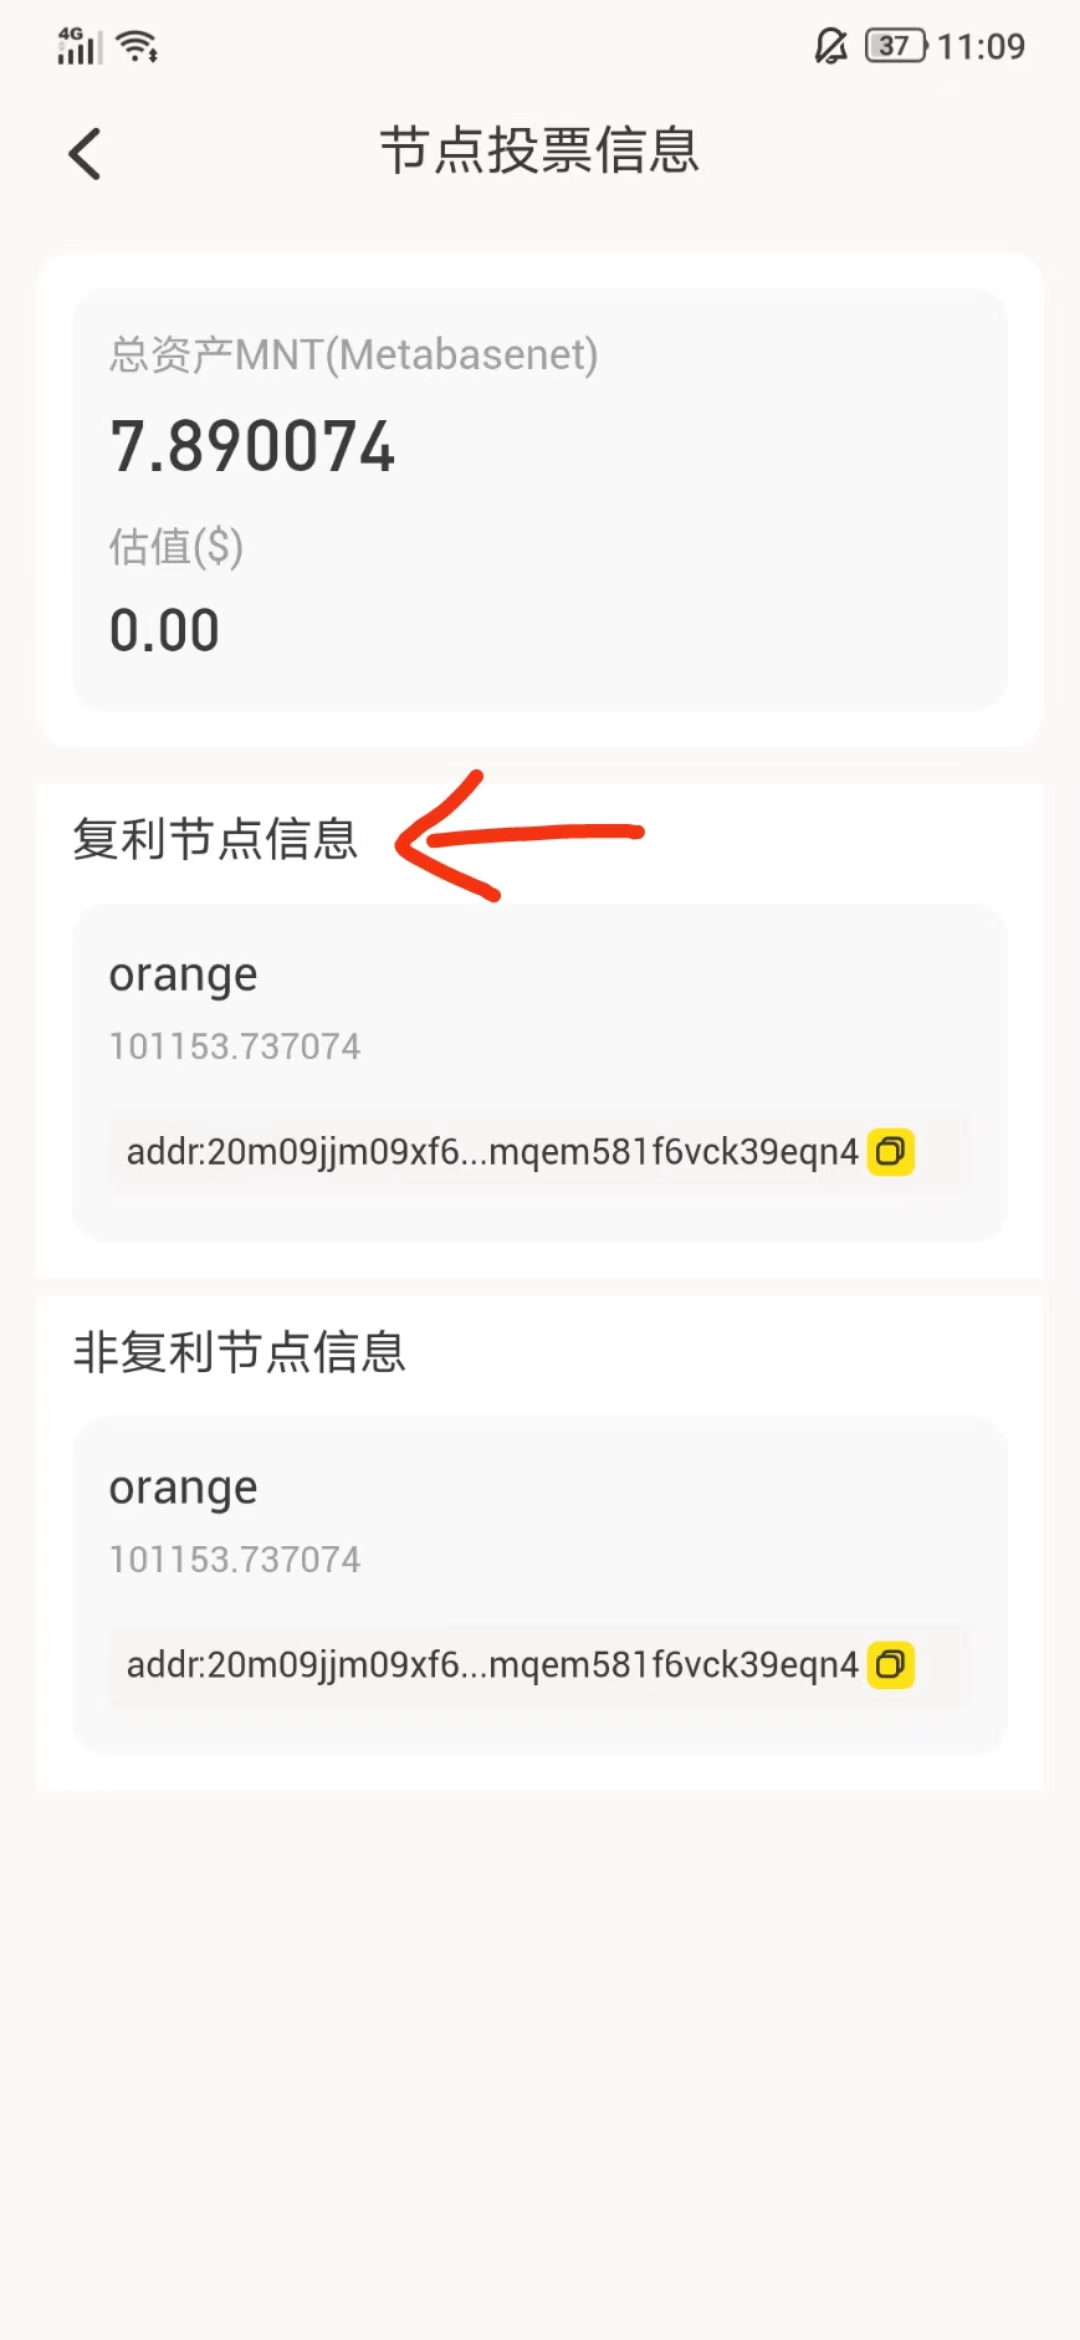 4G 37 11:09
节点投票信息
总资产MNT(Metabasenet)
7.890074
估值($)
0.00
复利节点信息
orange
101153.737074
addr:20m09jjm09xf6...mqem581f6vck39eqn4
非复利节点信息
orange
101153.737074
addr:20m09jjm09xf6...mqem581f6vck39eqn4